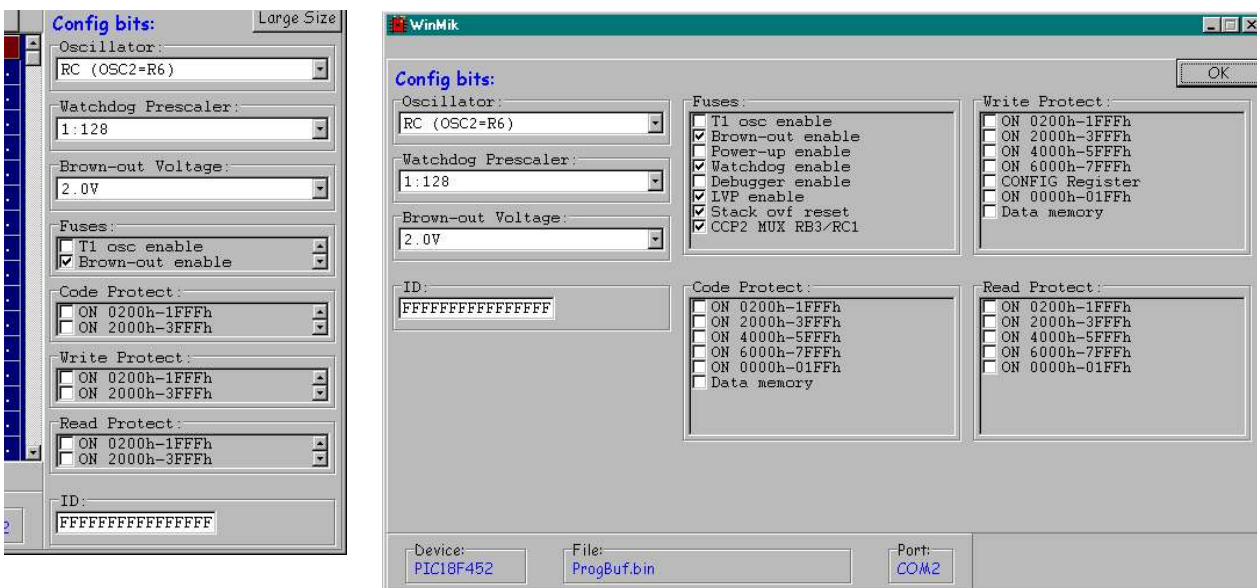 Config bits:
Large Size
Oscillator:
RC (OSC2=R6)
Watchdog Prescaler:
1:128
Brown-out Voltage:
2.0V
Fuses:
T1 osc enable
Brown-out enable
Code Protect:
ON 0200h-1FFFh
ON 2000h-3FFFh
Write Protect:
ON 0200h-1FFFh
ON 2000h-3FFFh
Read Protect:
ON 0200h-1FFFh
ON 2000h-3FFFh
ID:
FFFFFFFFFFFFFFFF
2
WinMik
Config bits:
OK
Oscillator:
RC (OSC2=R6)
Watchdog Prescaler:
1:128
Brown-out Voltage:
2.0V
ID:
FFFFFFFFFFFFFFFF
Fuses:
T1 osc enable
Brown-out enable
Power-up enable
Watchdog enable
Debugger enable
LVP enable
Stack ovf reset
CCP2 MUX RB3/RC1
Code Protect:
ON 0200h-1FFFh
ON 2000h-3FFFh
ON 4000h-5FFFh
ON 6000h-7FFFh
ON 0000h-01FFh
Data memory
Write Protect:
ON 0200h-1FFFh
ON 2000h-3FFFh
ON 4000h-5FFFh
ON 6000h-7FFFh
CONFIG Register
ON 0000h-01FFh
Data memory
Read Protect:
ON 0200h-1FFFh
ON 2000h-3FFFh
ON 4000h-5FFFh
ON 6000h-7FFFh
ON 0000h-01FFh
Device:
PIC18F452
File:
ProgBuf.bin
Port:
COM2